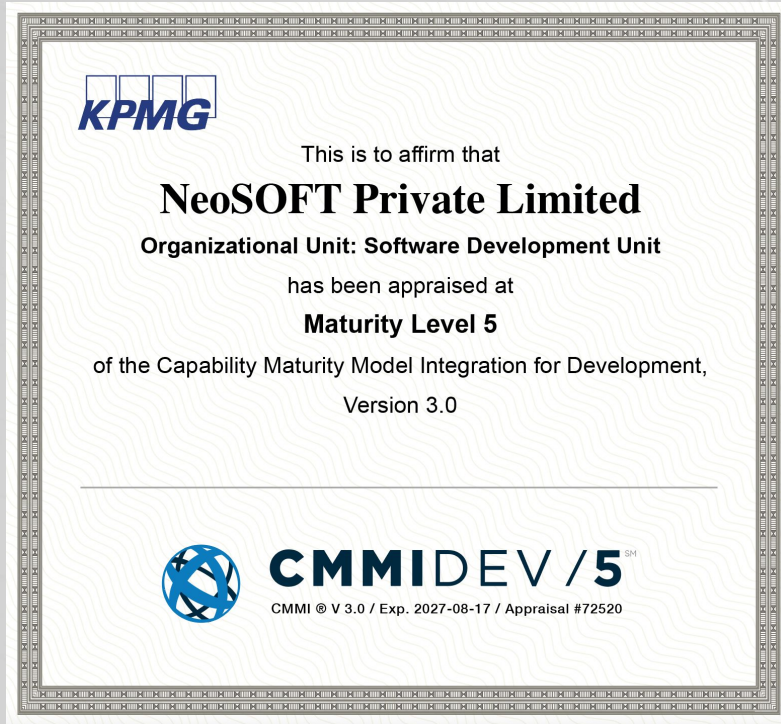 KPMG
This is to affirm that
NeoSOFT Private Limited
Organizational Unit: Software Development Unit
has been appraised at
Maturity Level 5
of the Capability Maturity Model Integration for Development,
Version 3.0
CMMIDEV/5 SM
CMMI ® V 3.0 / Exp. 2027-08-17 / Appraisal #72520